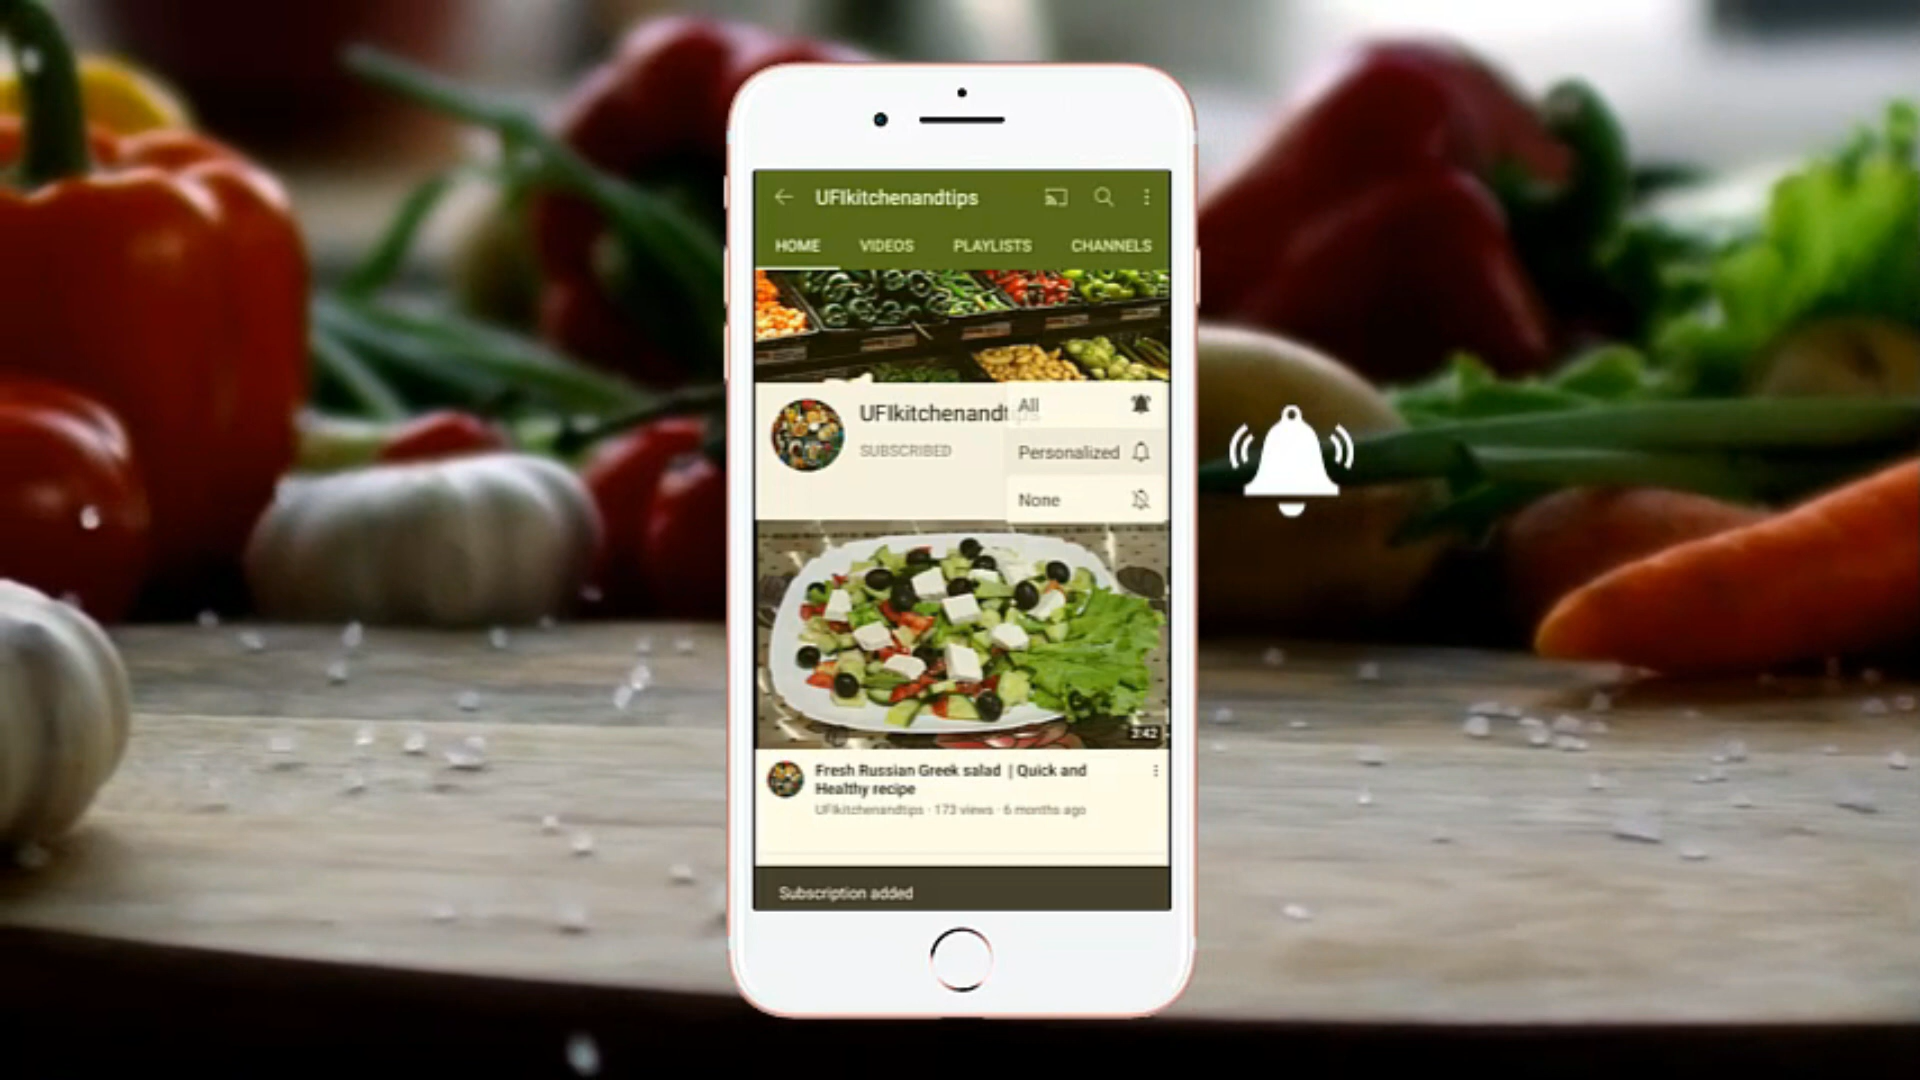 UFIkitchenandtips
HOME VIDEOS PLAYLISTS CHANNELS
UFIkitchenandtips
All
SUBSCRIBED
Personalized
None
3:42
Fresh Russian Greek salad | Quick and
Healthy recipe
UFIkitchenandtips · 173 views · 6 months ago
Subscription added